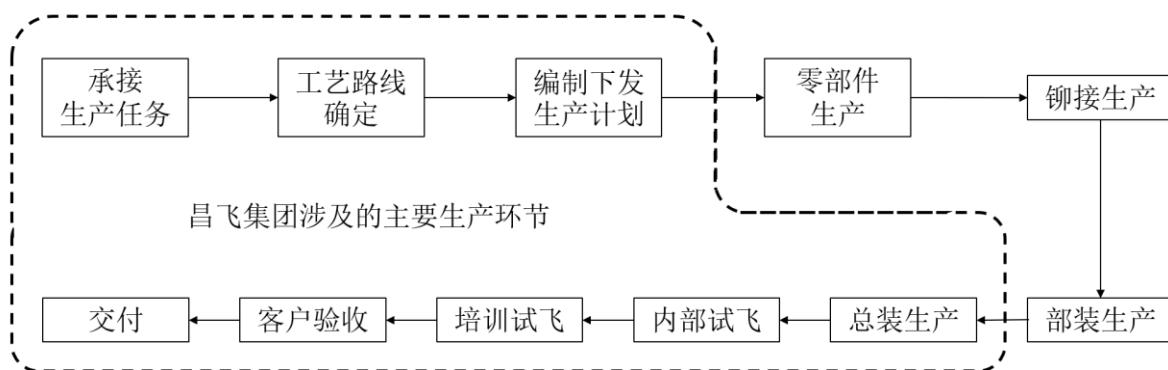 承接
生产任务
工艺路线
确定
编制下发
生产计划
零部件
生产
铆接生产
昌飞集团涉及的主要生产环节
交付
客户验收
培训试飞
内部试飞
总装生产
部装生产